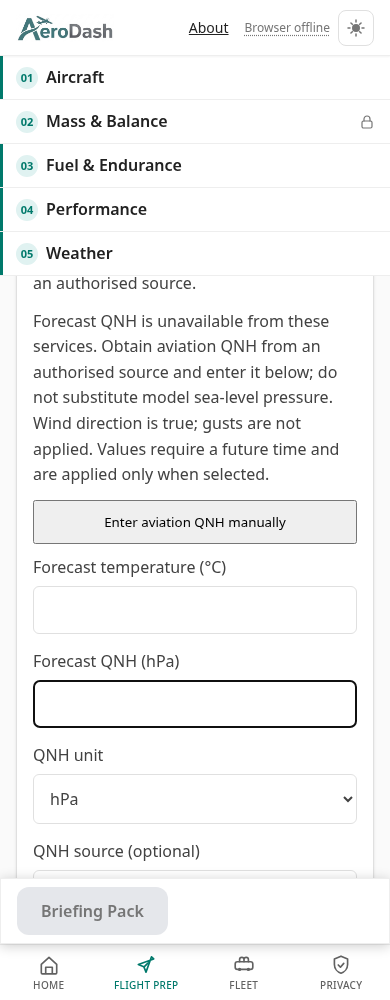 AeroDash
About
Browser offline
01 Aircraft
02 Mass & Balance
03 Fuel & Endurance
04 Performance
05 Weather
an authorised source.
Forecast QNH is unavailable from these
services. Obtain aviation QNH from an
authorised source and enter it below; do
not substitute model sea-level pressure.
Wind direction is true; gusts are not
applied. Values require a future time and
are applied only when selected.
Enter aviation QNH manually
Forecast temperature (°C)
Forecast QNH (hPa)
QNH unit
hPa
QNH source (optional)
Briefing Pack
HOME
FLIGHT PREP
FLEET
PRIVACY